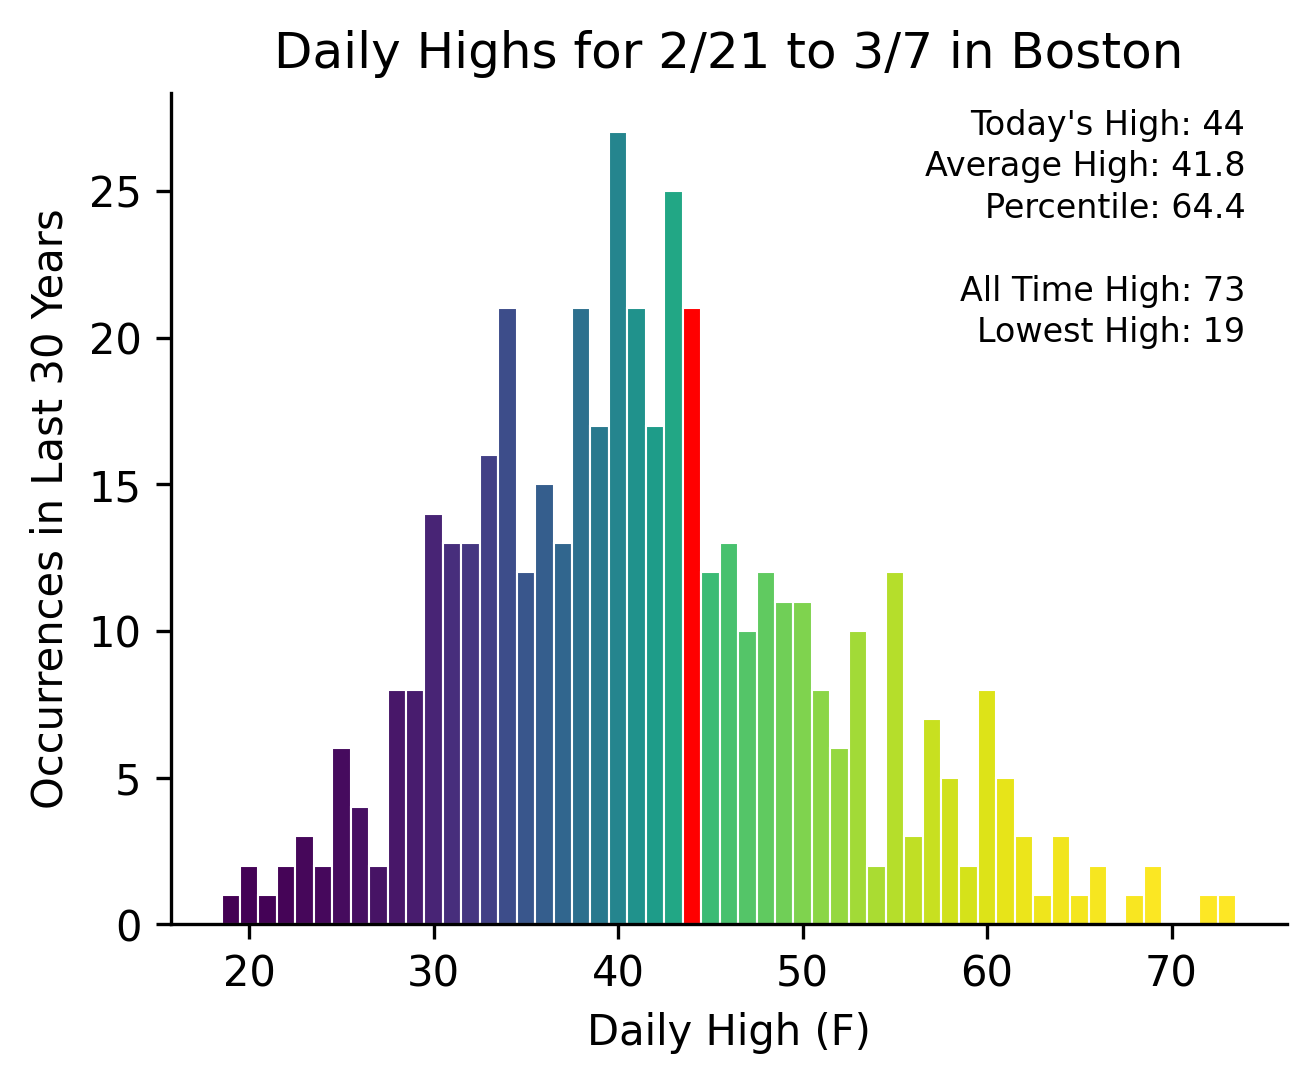 Daily Highs for 2/21 to 3/7 in Boston
Today's High: 44
Average High: 41.8
Percentile: 64.4
All Time High: 73
Lowest High: 19
Occurrences in Last 30 Years
25
20
15
10
5
0
20 30 40 50 60 70
Daily High (F)